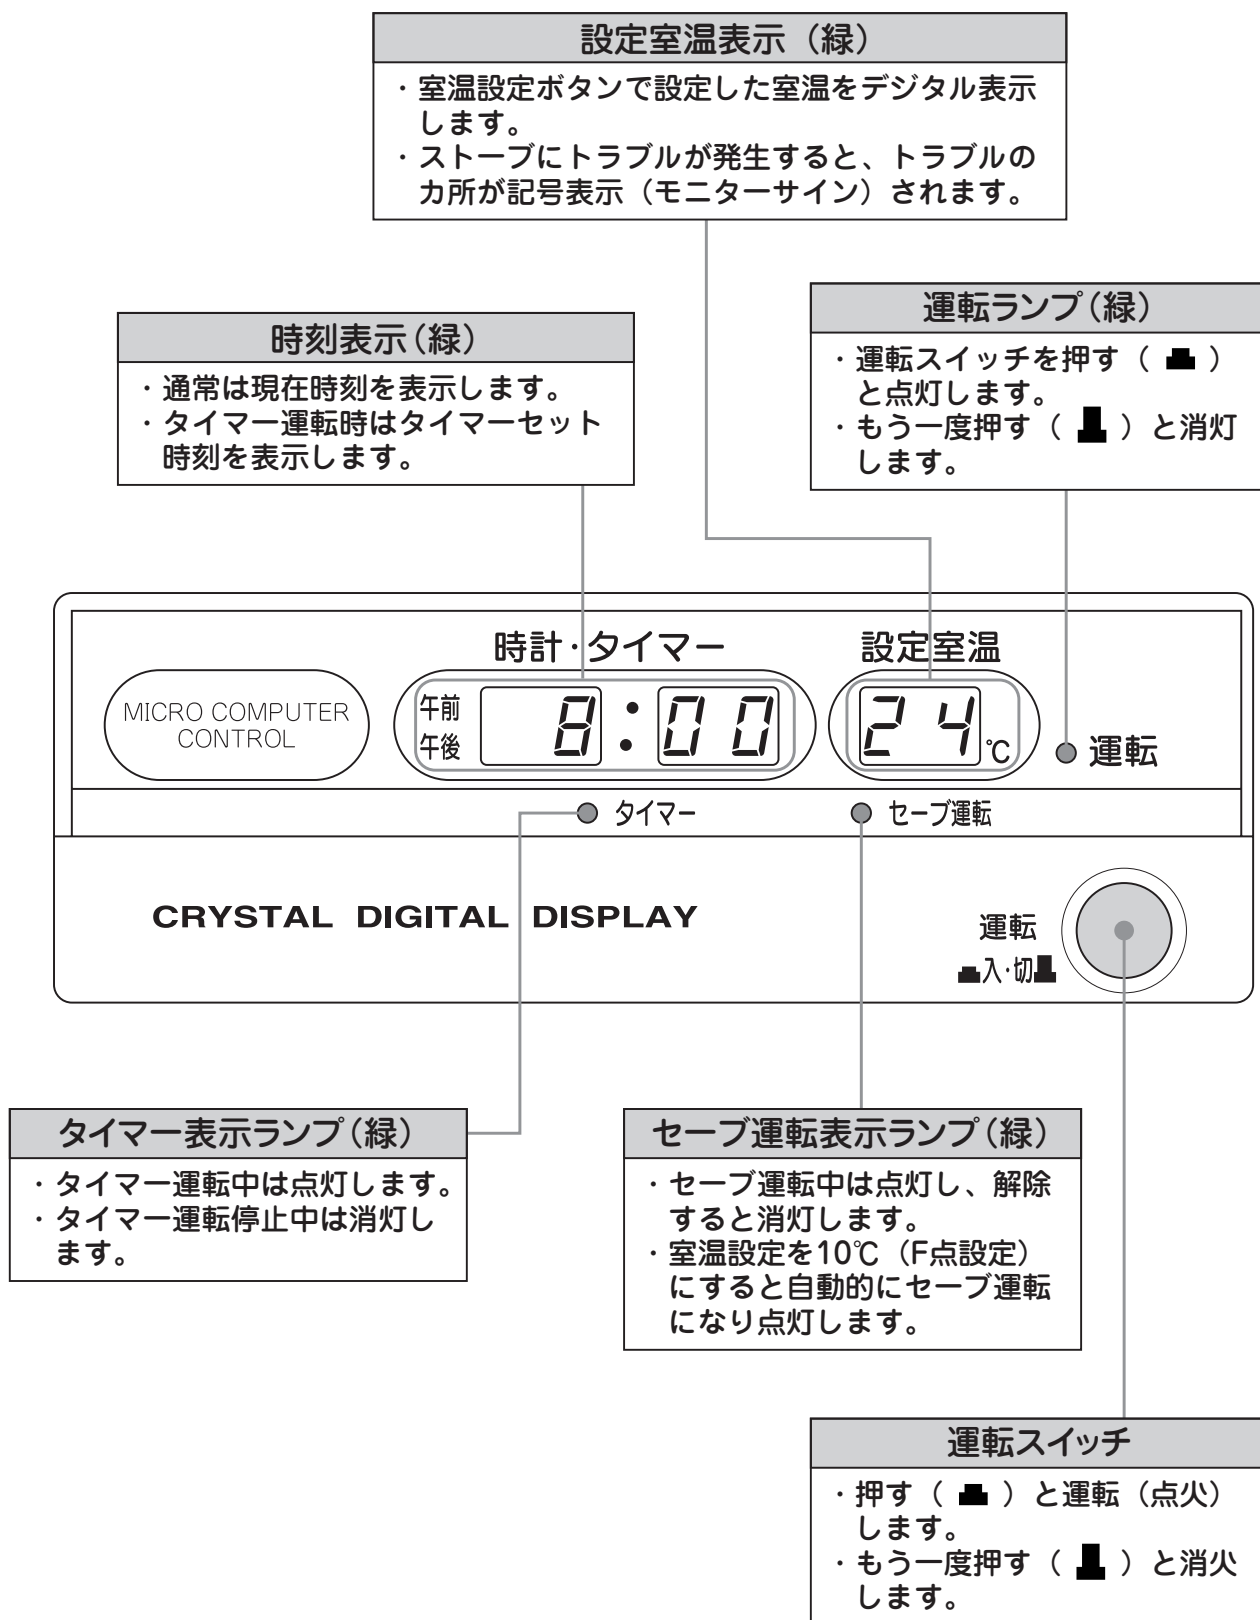 設定室温表示（緑）
・室温設定ボタンで設定した室温をデジタル表示
します。
・ストーブにトラブルが発生すると、トラブルの
カ所が記号表示（モニターサイン）されます。
時刻表示（緑）
・通常は現在時刻を表示します。
・タイマー運転時はタイマーセット
時刻を表示します。
運転ランプ（緑）
・運転スイッチを押す（ ）
と点灯します。
・もう一度押す（ ）と消灯
します。
時計・タイマー
設定室温
MICRO COMPUTER
CONTROL
午前
午後
8:00
24℃
運転
タイマー
セーブ運転
CRYSTAL DIGITAL DISPLAY
運転
入・切
タイマー表示ランプ（緑）
・タイマー運転中は点灯します。
・タイマー運転停止中は消灯し
ます。
セーブ運転表示ランプ（緑）
・セーブ運転中は点灯し、解除
すると消灯します。
・室温設定を10℃（F点設定）
にすると自動的にセーブ運転
になり点灯します。
運転スイッチ
・押す（ ）と運転（点火）
します。
・もう一度押す（ ）と消火
します。